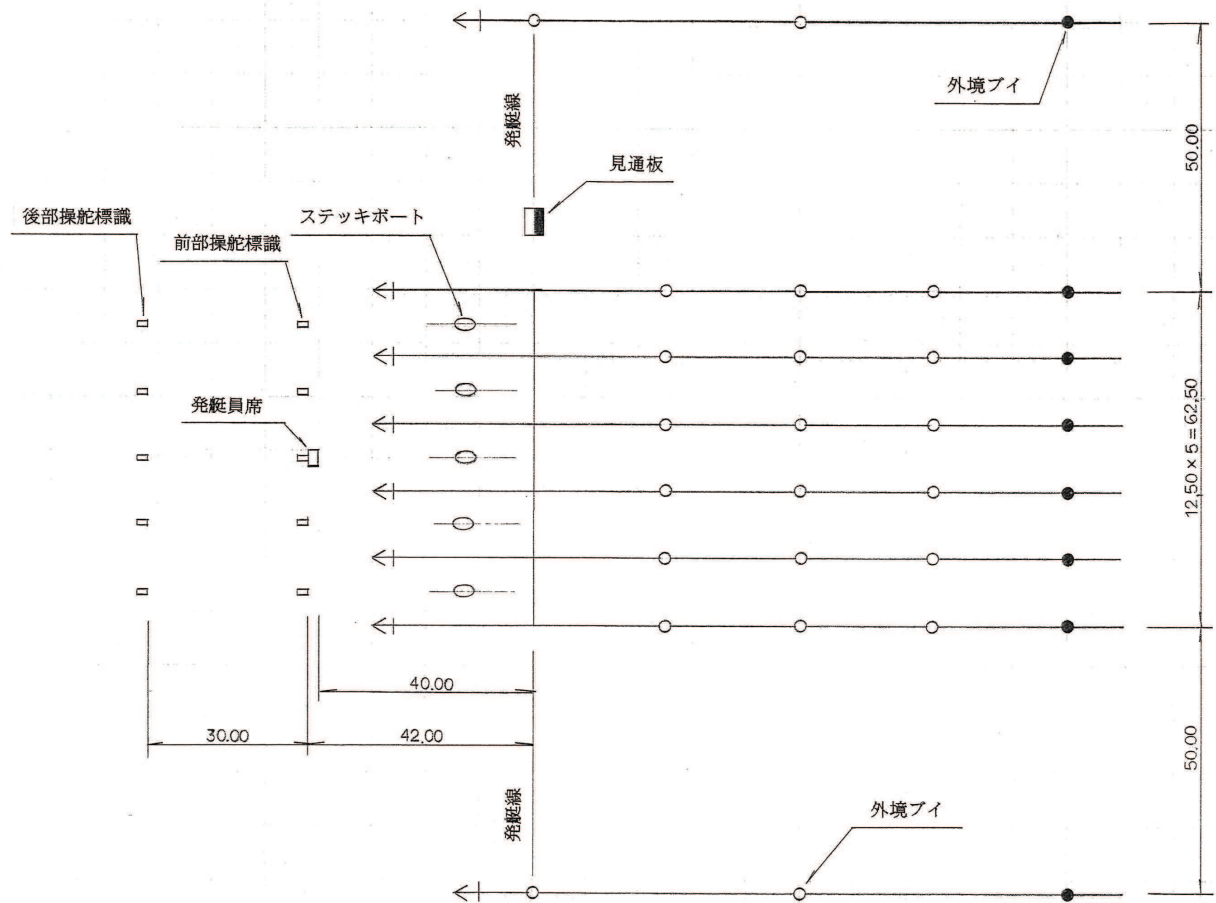 外境ブイ
発艇線
50.00
見通板
後部操舵標識
ステッキボート
前部操舵標識
発艇員席
12,50 × 5 = 62,50
40.00
30.00
42.00
50.00
発艇線
外境ブイ